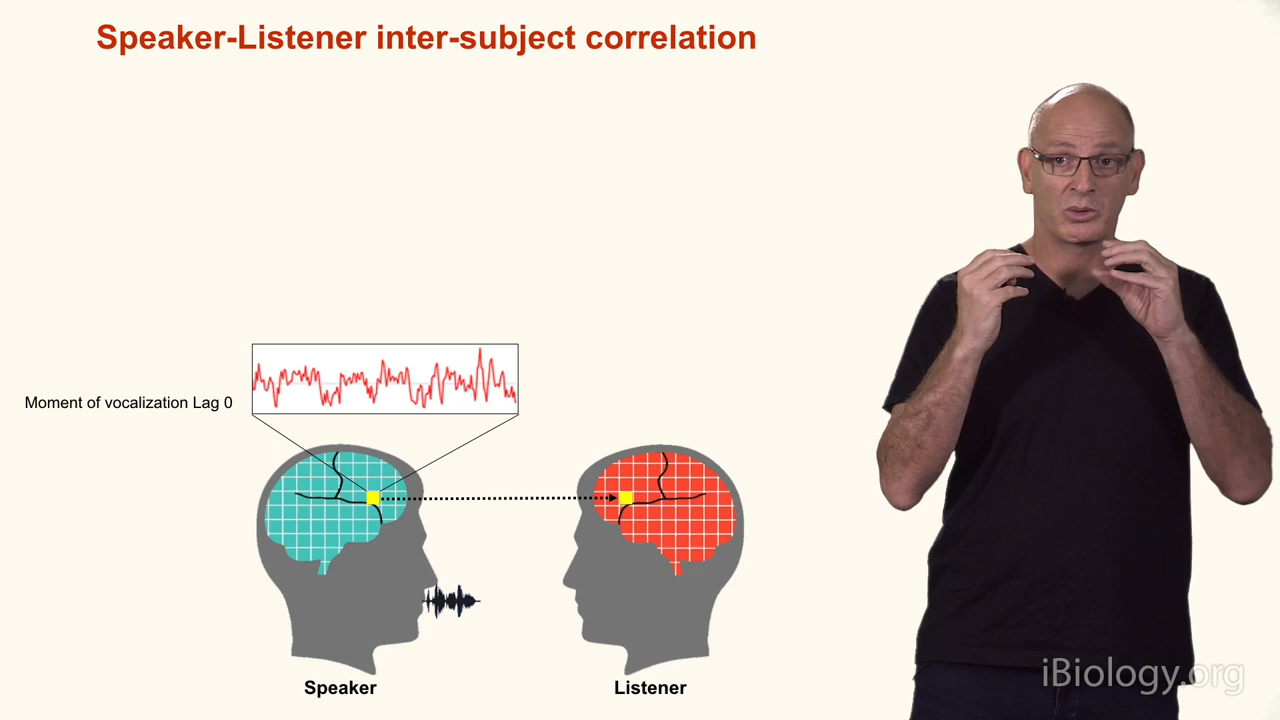 Speaker-Listener inter-subject correlation
Moment of vocalization Lag 0
Speaker
Listener
iBiology.org